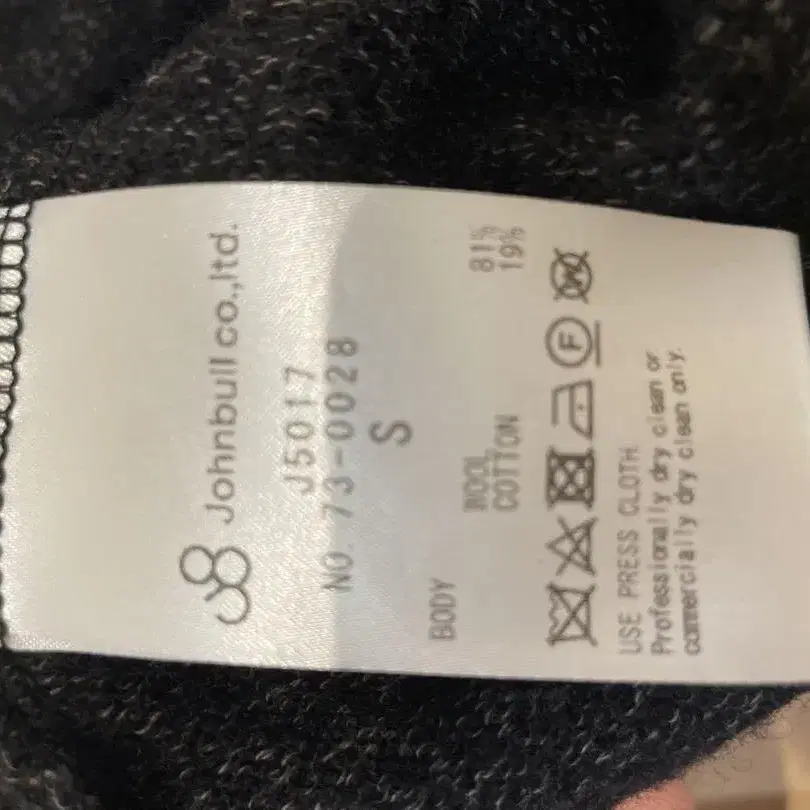 Johnbull co.,ltd.
J5017
NO. 73-0028
S
BODY
WOOL 81%
COTTON 19%
F W
USE PRESS CLOTH
Professionally dry clean or
commercially dry clean only.